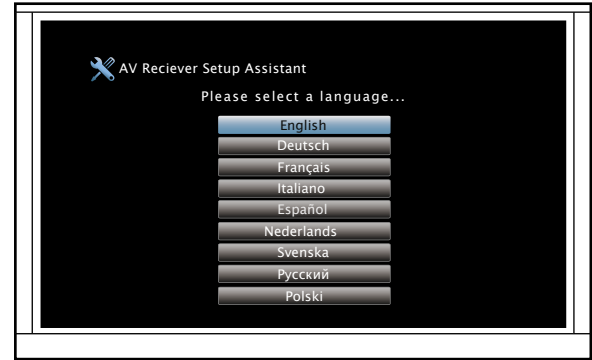 AV Reciever Setup Assistant
Please select a language...
English
Deutsch
Français
Italiano
Español
Nederlands
Svenska
Русский
Polski